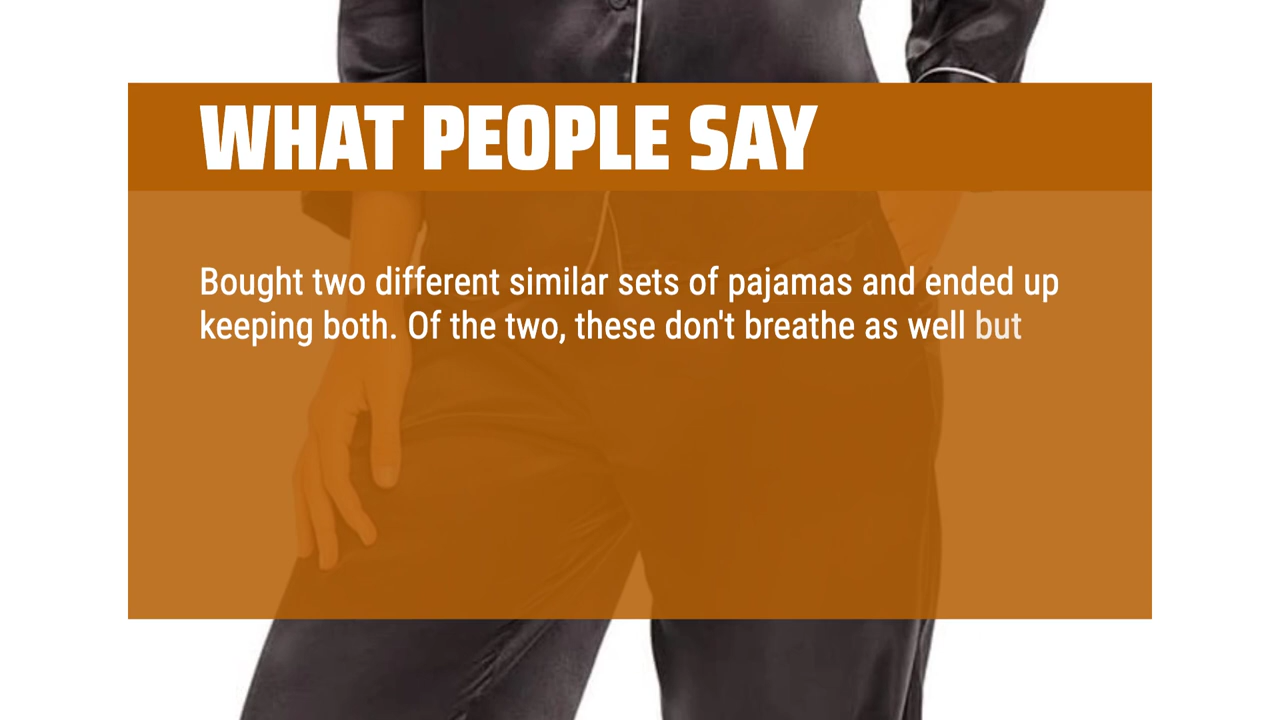 WHAT PEOPLE SAY
Bought two different similar sets of pajamas and ended up
keeping both. Of the two, these don't breathe as well but